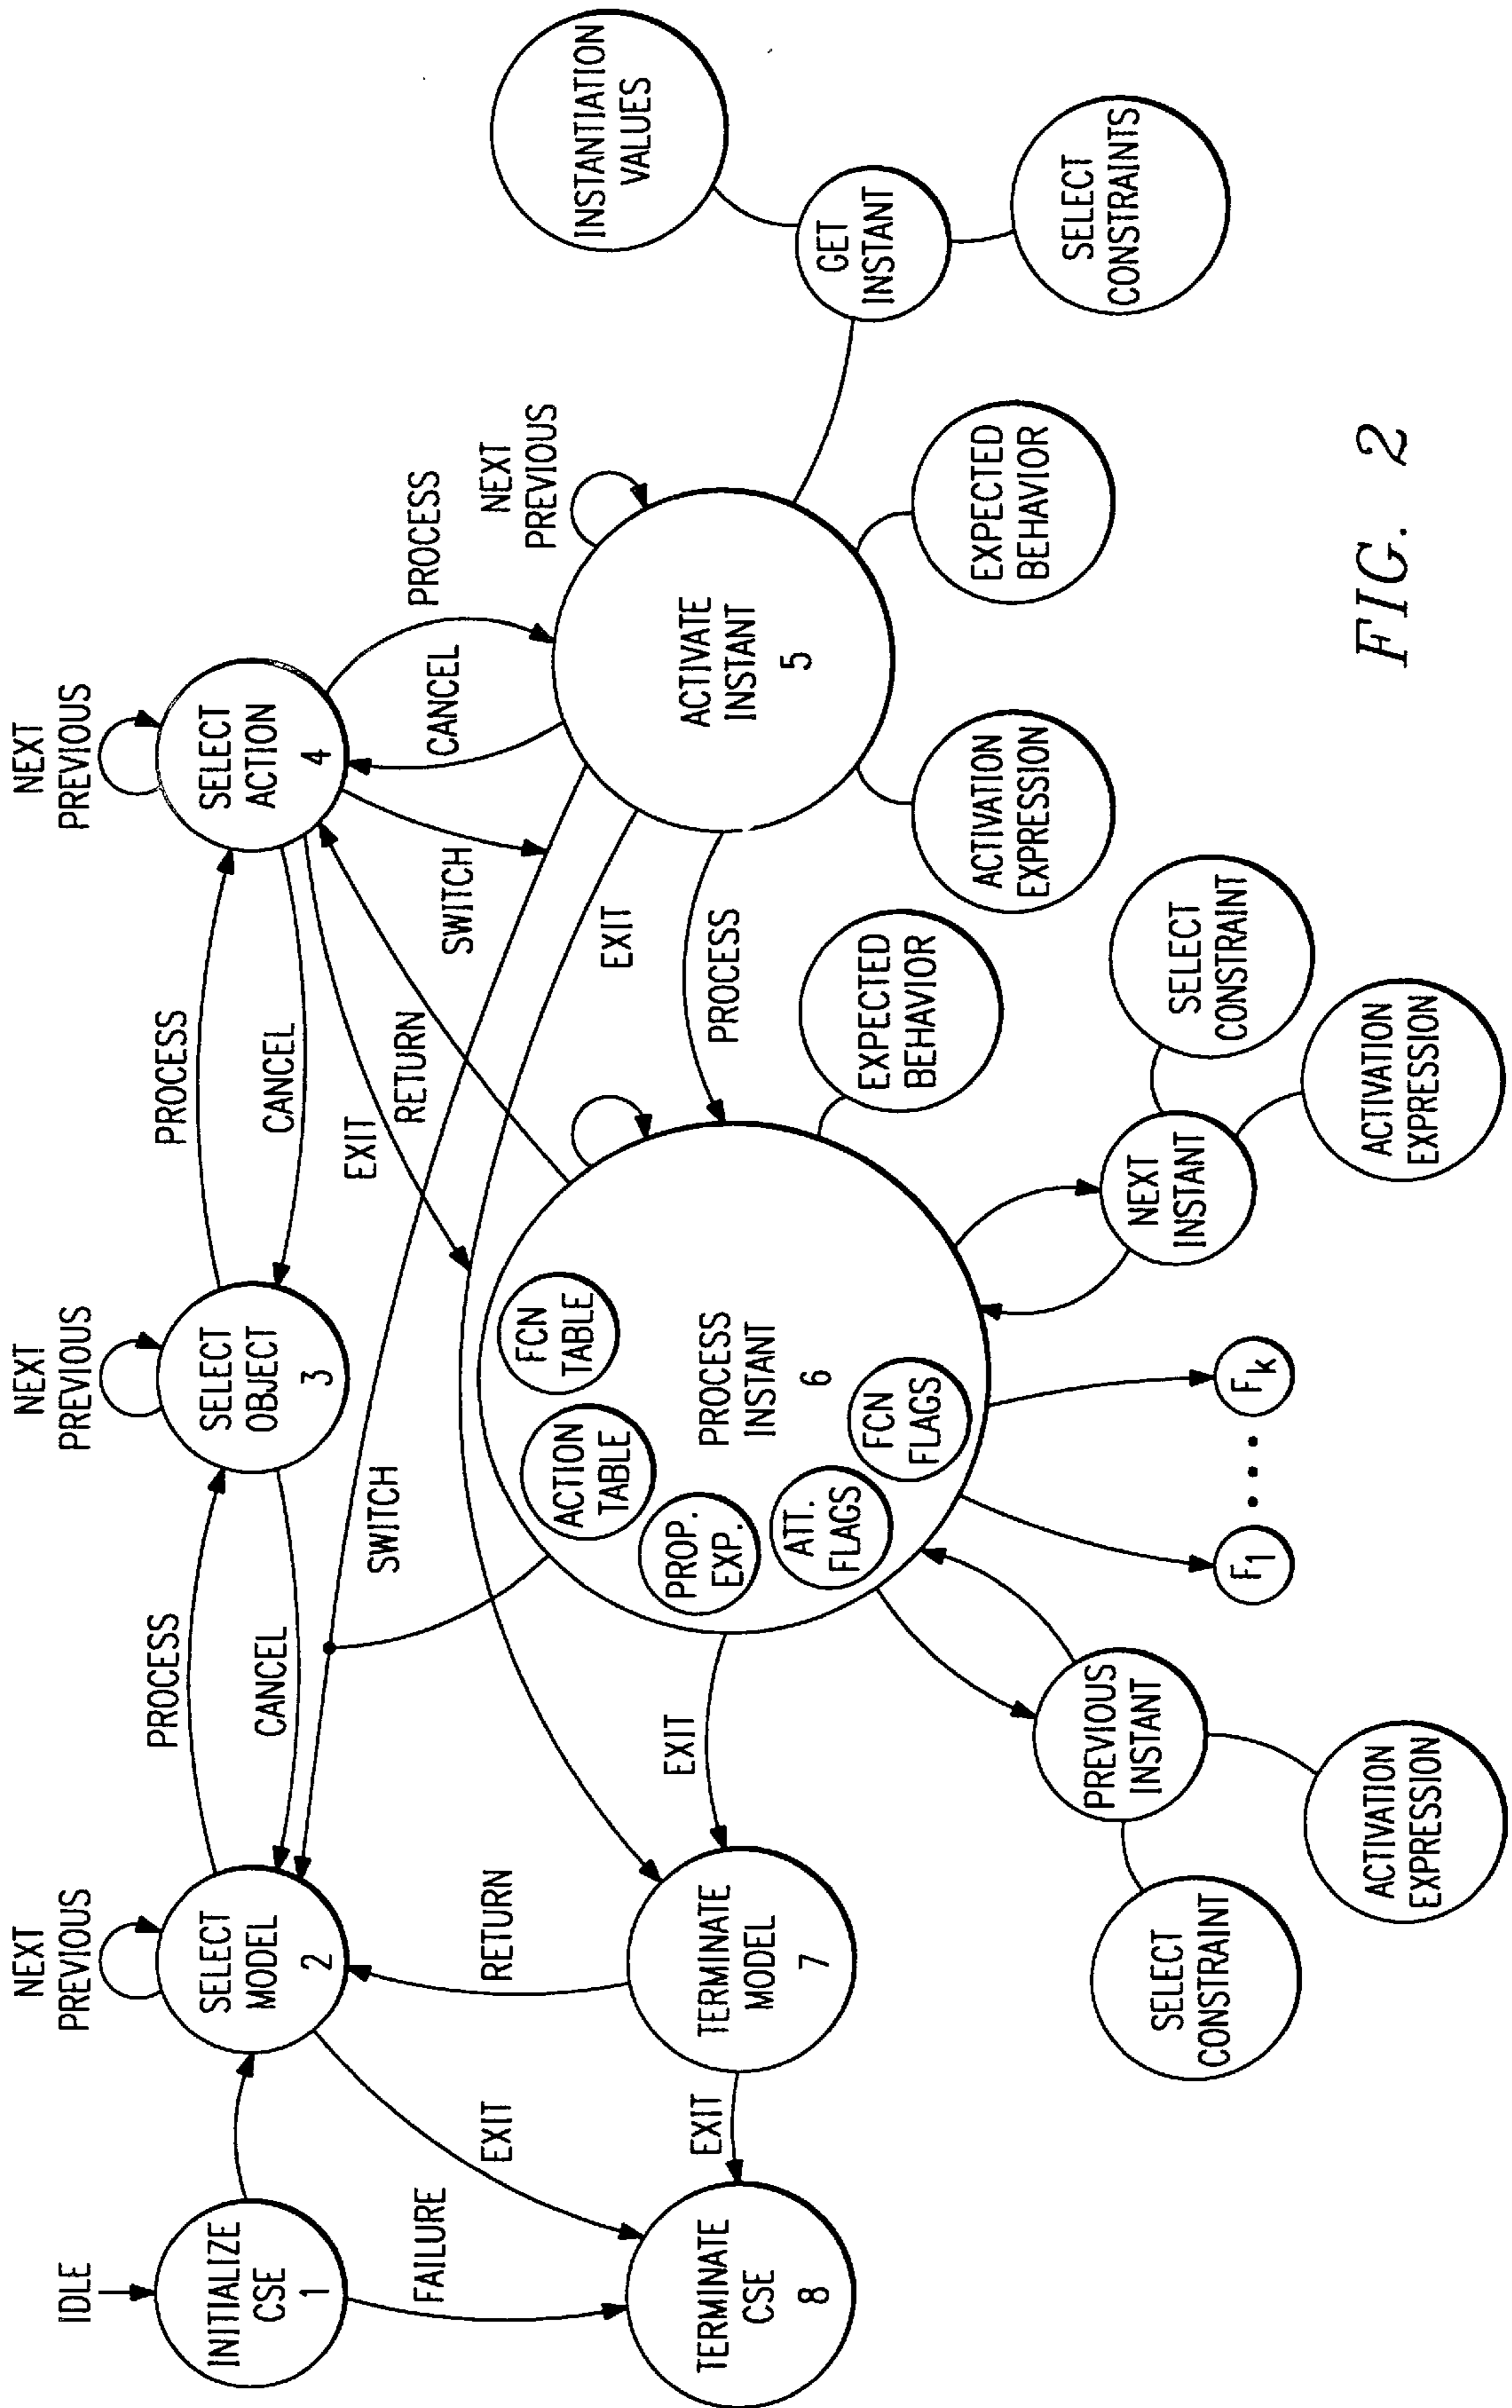 IDLE
INITIALIZE
CSE
1
FAILURE
TERMINATE
CSE
8
EXIT
EXIT
NEXT
PREVIOUS
SELECT
MODEL
2
RETURN
TERMINATE
MODEL
7
PROCESS
CANCEL
SWITCH
EXIT
NEXT
PREVIOUS
SELECT
OBJECT
3
PROCESS
CANCEL
EXIT
RETURN
NEXT
PREVIOUS
SELECT
ACTION
4
SWITCH
EXIT
PROCESS
CANCEL
PROCESS
NEXT
PREVIOUS
ACTIVATE
INSTANT
5
PROCESS
INSTANT
6
FCN
TABLE
ACTION
TABLE
PROP.
EXP.
ATT.
FLAGS
FCN
FLAGS
EXPECTED
BEHAVIOR
ACTIVATION
EXPRESSION
EXPECTED
BEHAVIOR
GET
INSTANT
INSTANTIATION
VALUES
SELECT
CONSTRAINTS
PREVIOUS
INSTANT
SELECT
CONSTRAINT
ACTIVATION
EXPRESSION
F1
Fk
NEXT
INSTANT
SELECT
CONSTRAINT
ACTIVATION
EXPRESSION
FIG. 2